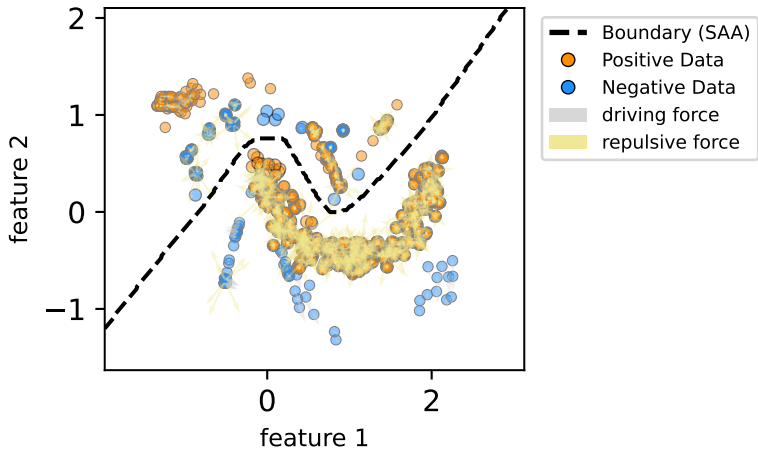 2
1
0
−1
feature 2
0
2
feature 1
Boundary (SAA)
Positive Data
Negative Data
driving force
repulsive force